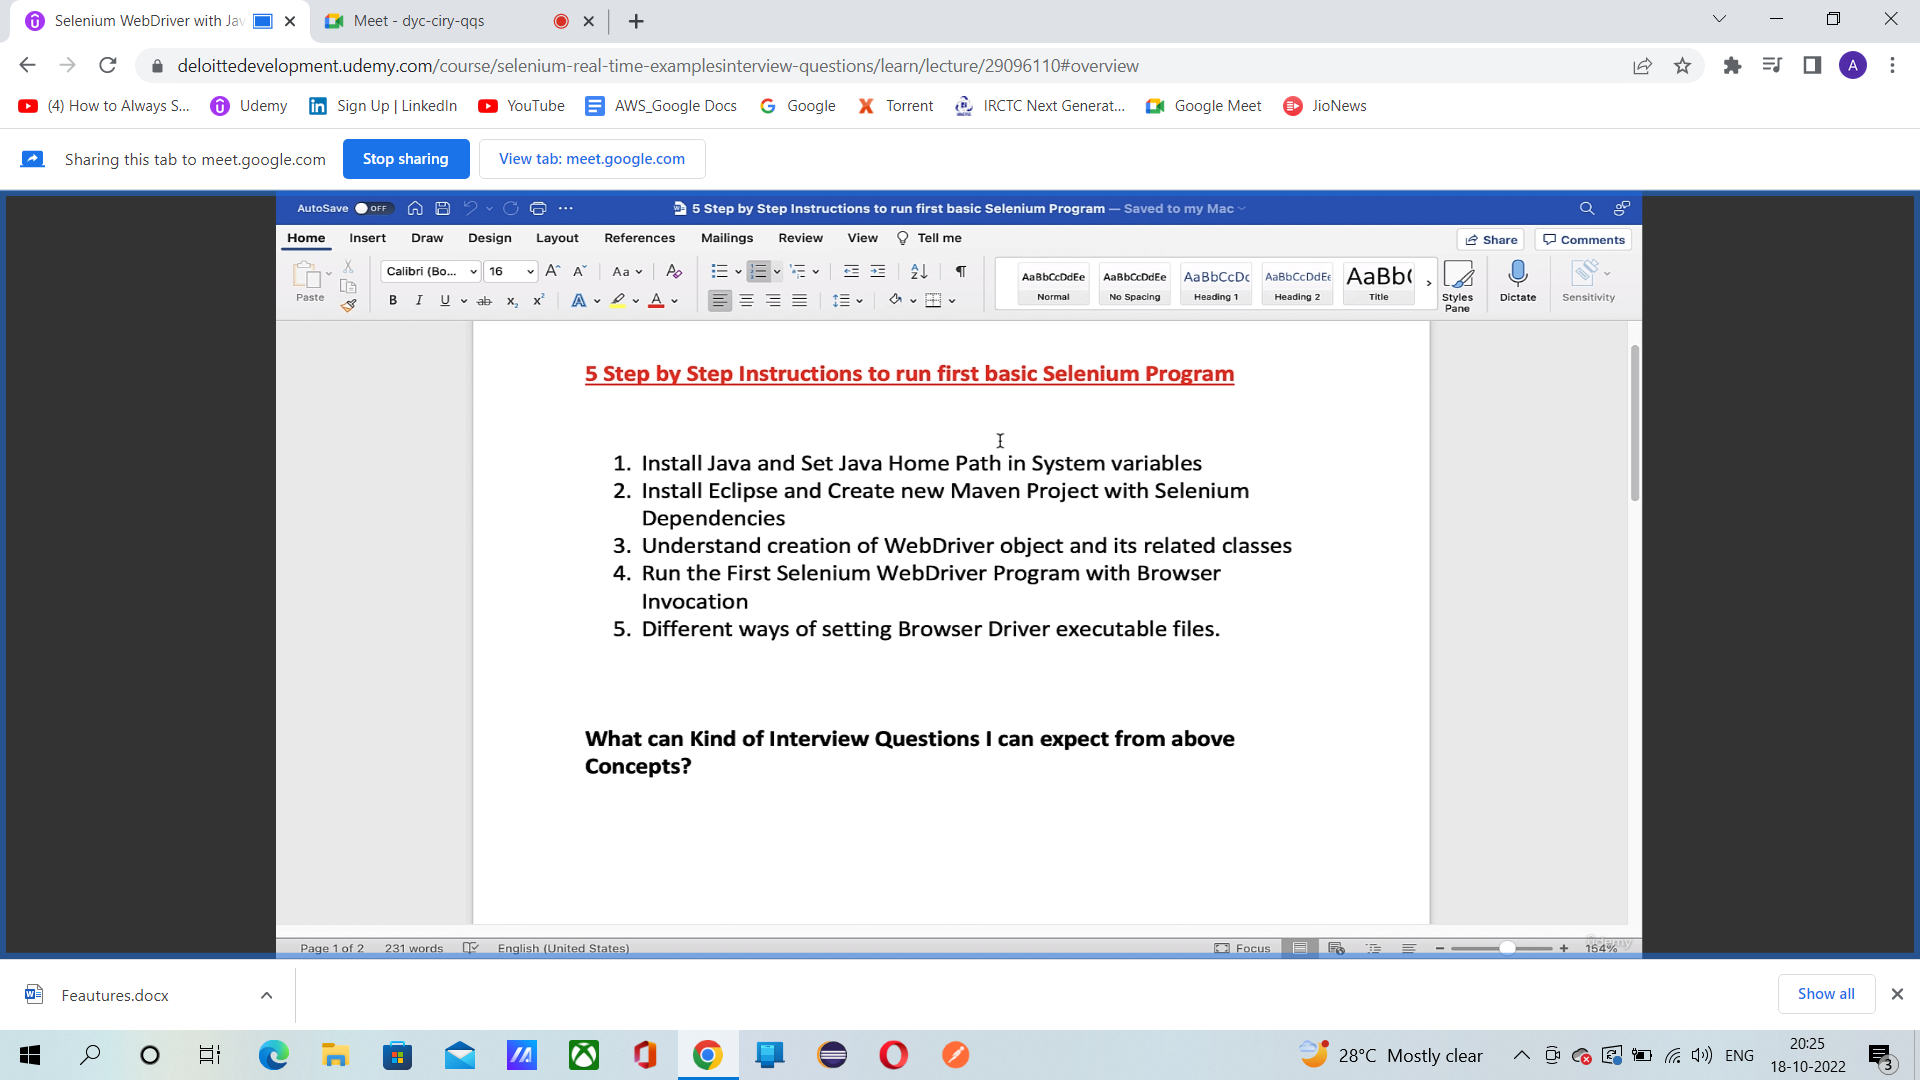 Selenium WebDriver with Jav
Meet - dyc-ciry-qqs
deloittedevelopment.udemy.com/course/selenium-real-time-examplesinterview-questions/learn/lecture/29096110#overview
A
(4) How to Always S...
Udemy
Sign Up | LinkedIn
YouTube
AWS_Google Docs
Google
Torrent
IRCTC Next Generat...
Google Meet
JioNews
Sharing this tab to meet.google.com
Stop sharing
View tab: meet.google.com
AutoSave OFF
5 Step by Step Instructions to run first basic Selenium Program — Saved to my Mac
Home Insert Draw Design Layout References Mailings Review View Tell me
Share
Comments
Paste
Calibri (Bo...
16
AaBbCcDdEe
Normal
AaBbCcDdEe
No Spacing
AaBbCcDc
Heading 1
AaBbCcDdEe
Heading 2
AaBb(
Title
Styles
Pane
Dictate
Sensitivity
5 Step by Step Instructions to run first basic Selenium Program
1. Install Java and Set Java Home Path in System variables
2. Install Eclipse and Create new Maven Project with Selenium
Dependencies
3. Understand creation of WebDriver object and its related classes
4. Run the First Selenium WebDriver Program with Browser
Invocation
5. Different ways of setting Browser Driver executable files.
What can Kind of Interview Questions I can expect from above
Concepts?
Page 1 of 2 231 words English (United States)
Focus
154%
udemy
Feautures.docx
Show all
28°C Mostly clear
ENG
20:25
18-10-2022
3